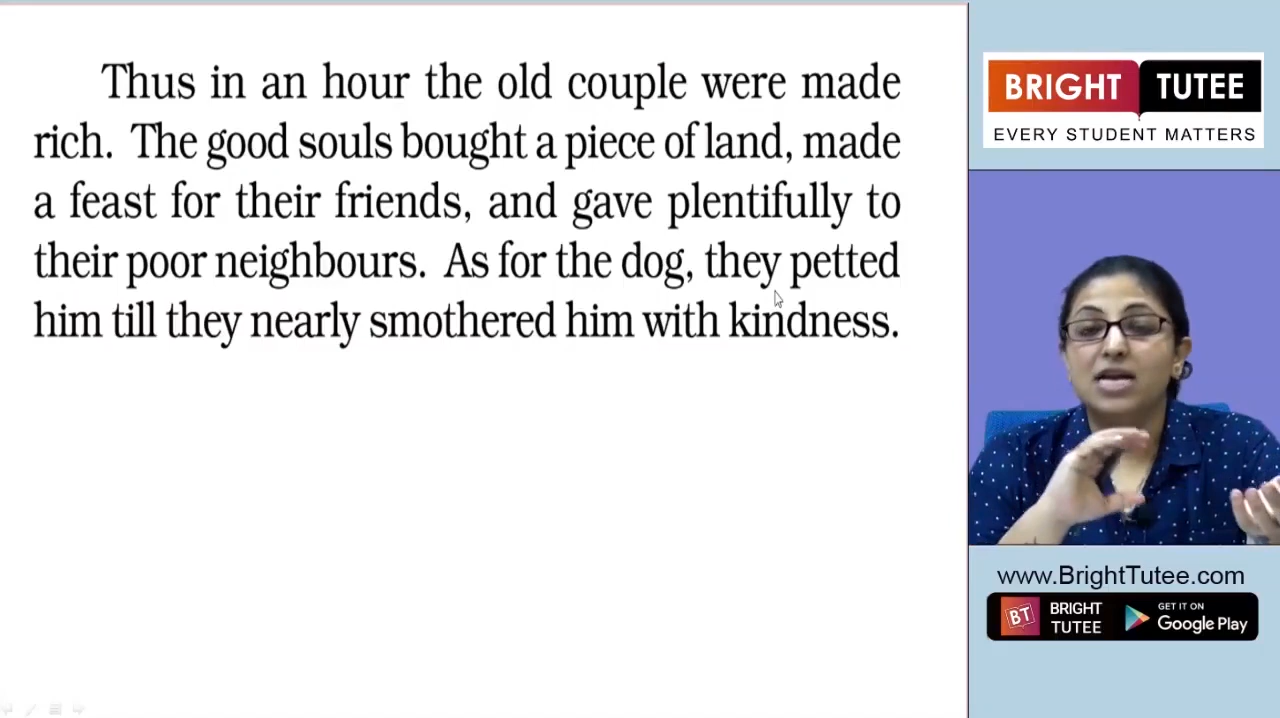 Thus in an hour the old couple were made
rich. The good souls bought a piece of land, made
a feast for their friends, and gave plentifully to
their poor neighbours. As for the dog, they petted
him till they nearly smothered him with kindness.
BRIGHT TUTEE
EVERY STUDENT MATTERS
www.BrightTutee.com
BT BRIGHT TUTEE
GET IT ON
Google Play